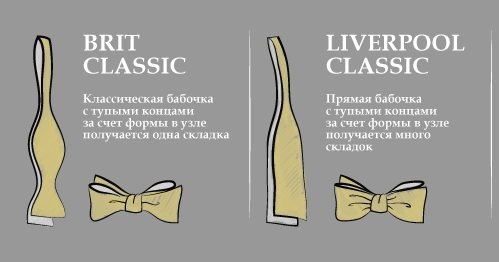 BRIT
CLASSIC
Классическая бабочка
с тупыми концами
за счет формы в узле
получается одна складка
LIVERPOOL
CLASSIC
Прямая бабочка
с тупыми концами
за счет формы в узле
получается много
складок